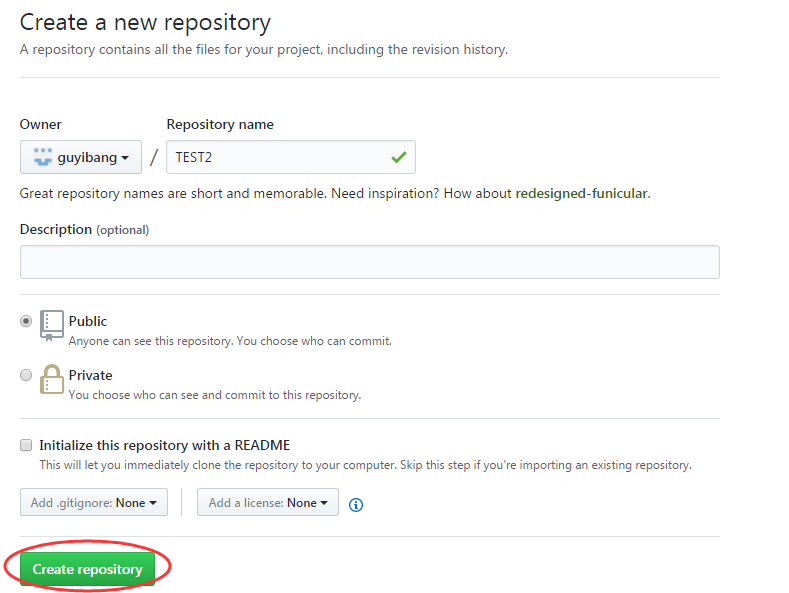 Create a new repository
A repository contains all the files for your project, including the revision history.
Owner Repository name
guyibang / TEST2
Great repository names are short and memorable. Need inspiration? How about redesigned-funicular.
Description (optional)
Public
Anyone can see this repository. You choose who can commit.
Private
You choose who can see and commit to this repository.
Initialize this repository with a README
This will let you immediately clone the repository to your computer. Skip this step if you’re importing an existing repository.
Add .gitignore: None Add a license: None
Create repository